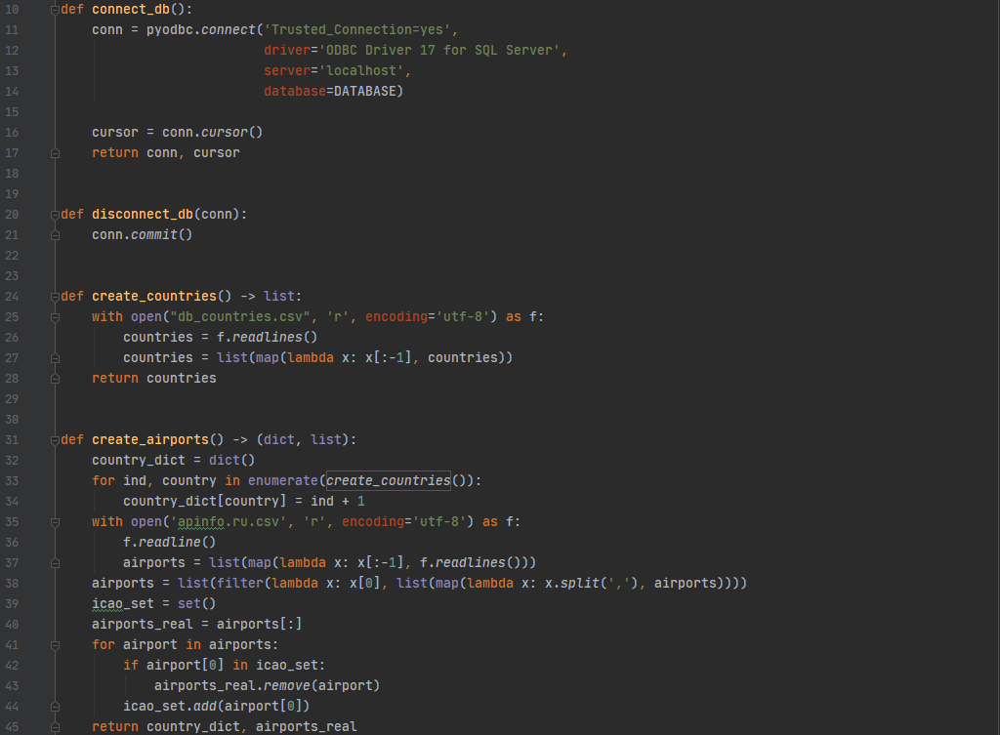 10 def connect_db():
11     conn = pyodbc.connect('Trusted_Connection=yes',
12                           driver='ODBC Driver 17 for SQL Server',
13                           server='localhost',
14                           database=DATABASE)
15
16     cursor = conn.cursor()
17     return conn, cursor
18
19
20 def disconnect_db(conn):
21     conn.commit()
22
23
24 def create_countries() -> list:
25     with open("db_countries.csv", 'r', encoding='utf-8') as f:
26         countries = f.readlines()
27         countries = list(map(lambda x: x[:-1], countries))
28     return countries
29
30
31 def create_airports() -> (dict, list):
32     country_dict = dict()
33     for ind, country in enumerate(create_countries()):
34         country_dict[country] = ind + 1
35     with open('apinfo.ru.csv', 'r', encoding='utf-8') as f:
36         f.readline()
37         airports = list(map(lambda x: x[:-1], f.readlines()))
38     airports = list(filter(lambda x: x[0], list(map(lambda x: x.split(','), airports))))
39     icao_set = set()
40     airports_real = airports[:]
41     for airport in airports:
42         if airport[0] in icao_set:
43             airports_real.remove(airport)
44         icao_set.add(airport[0])
45     return country_dict, airports_real